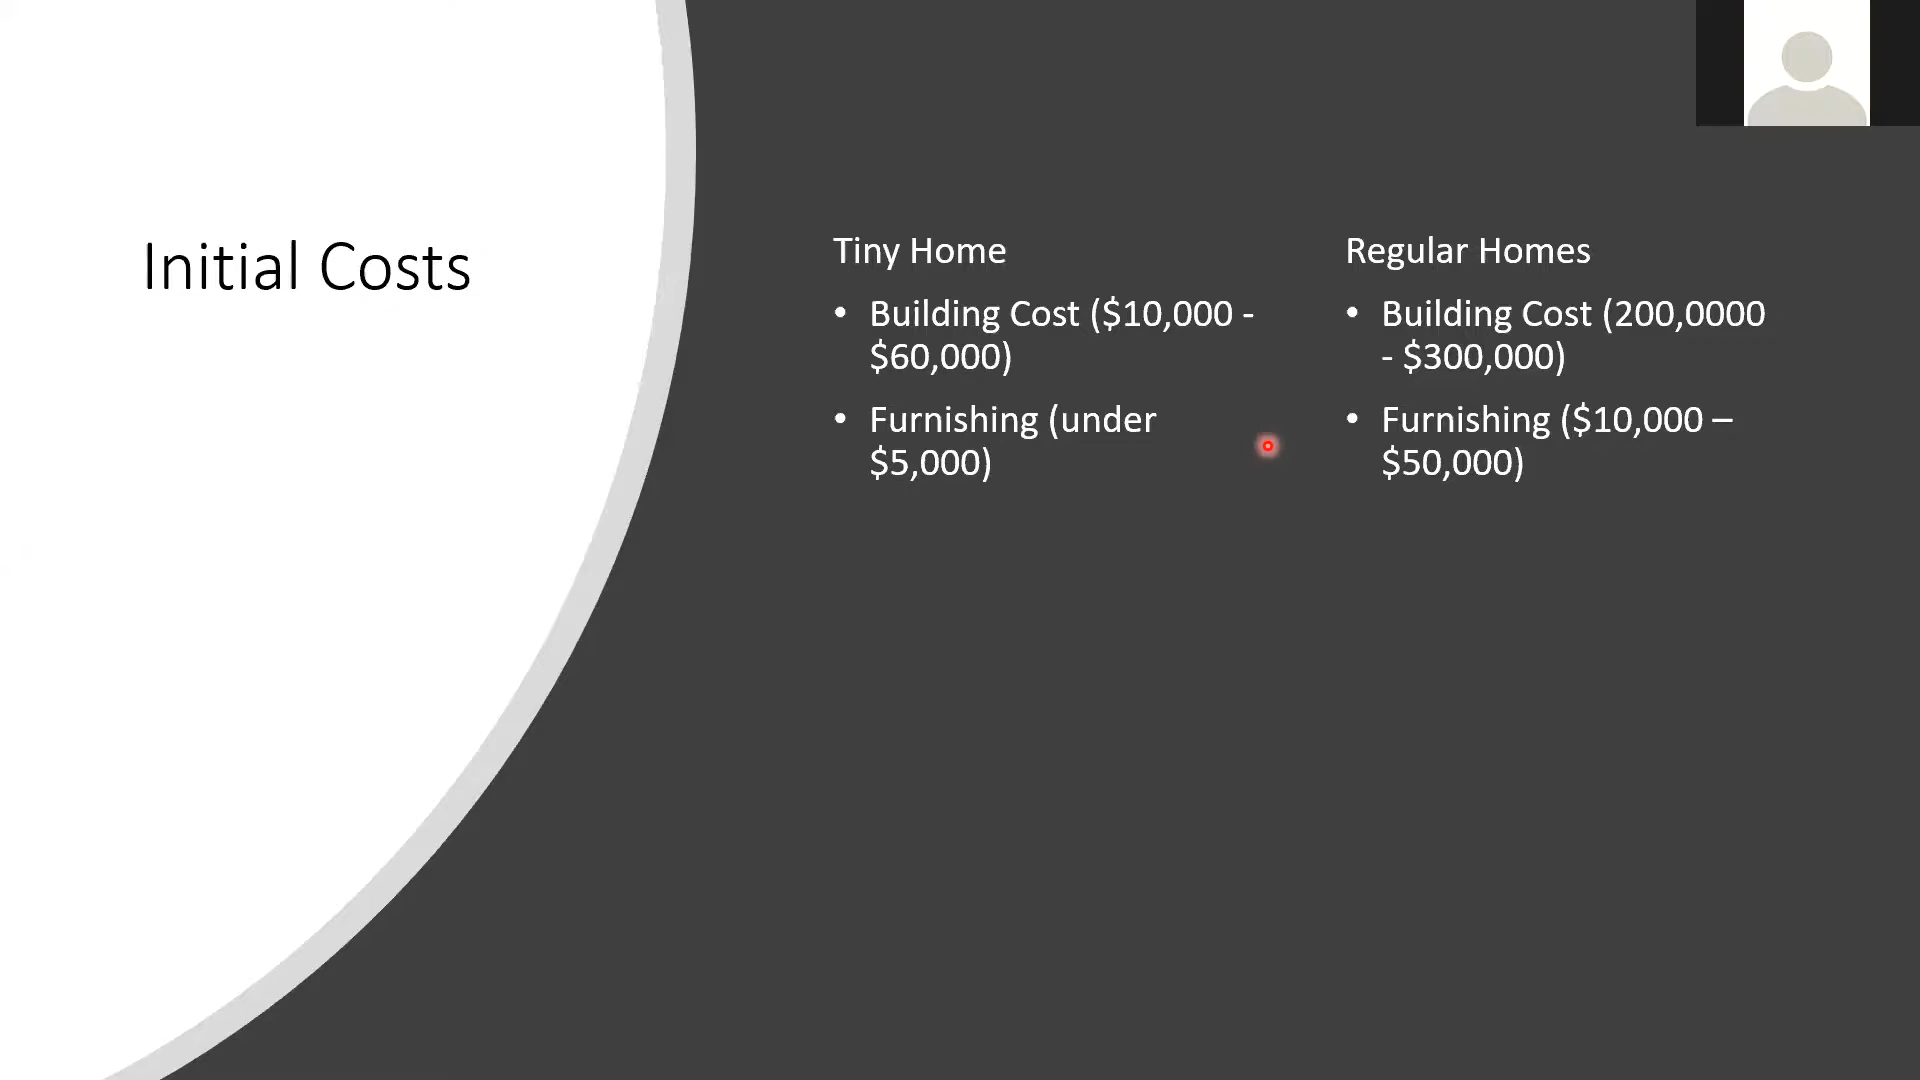 Initial Costs
Tiny Home
• Building Cost ($10,000 -
$60,000)
• Furnishing (under
$5,000)
Regular Homes
• Building Cost (200,0000
- $300,000)
• Furnishing ($10,000 –
$50,000)